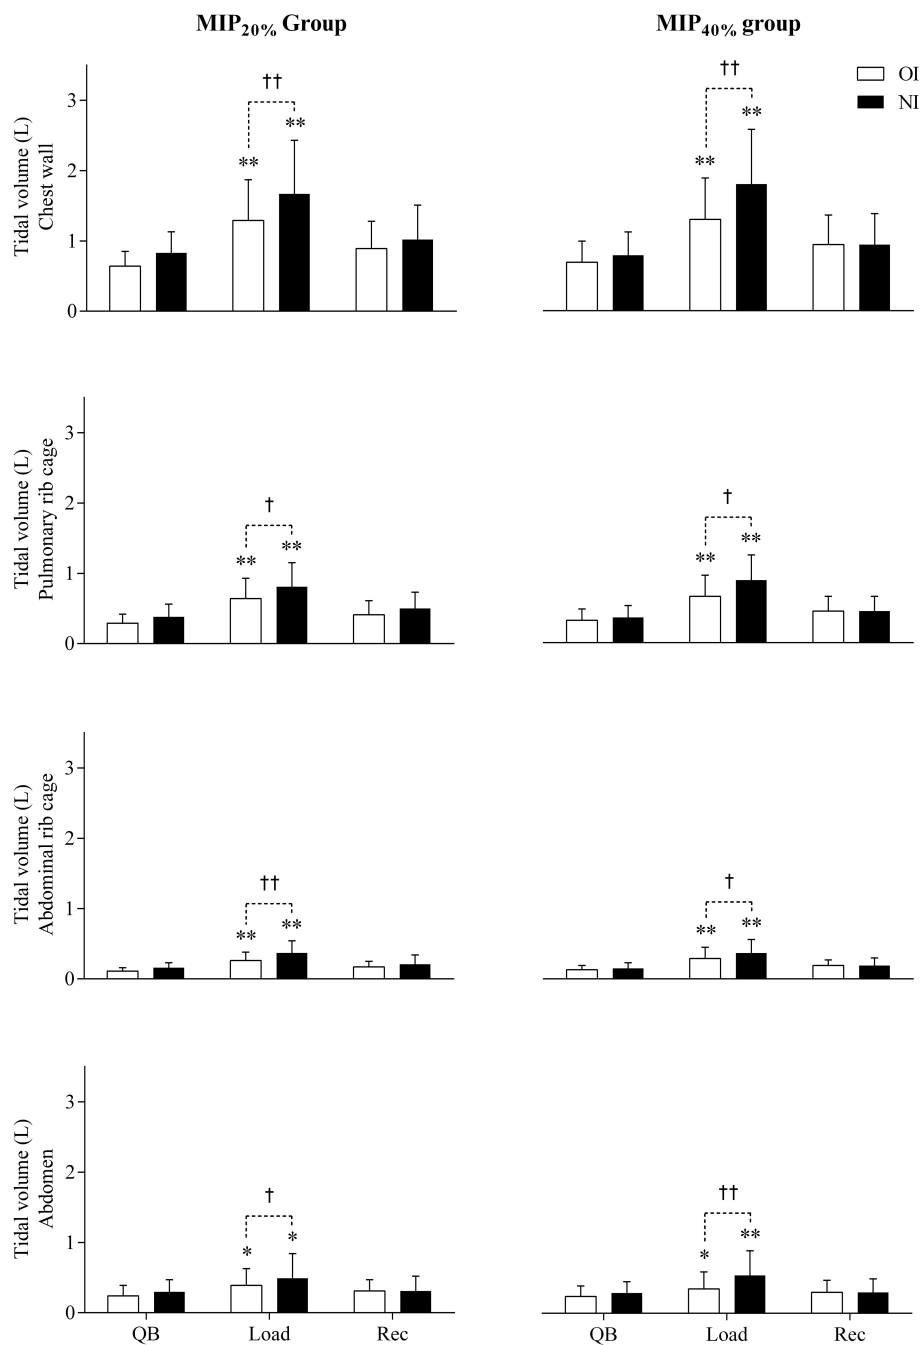 MIP20% Group
MIP40% group
OI
NI
Tidal volume (L)
Chest wall
3
2
1
0
††
**
**
††
**
**
Tidal volume (L)
Pulmonary rib cage
3
2
1
0
†
**
**
†
**
**
Tidal volume (L)
Abdominal rib cage
3
2
1
0
††
**
**
†
**
**
Tidal volume (L)
Abdomen
3
2
1
0
†
*
*
††
*
**
QB Load Rec
QB Load Rec